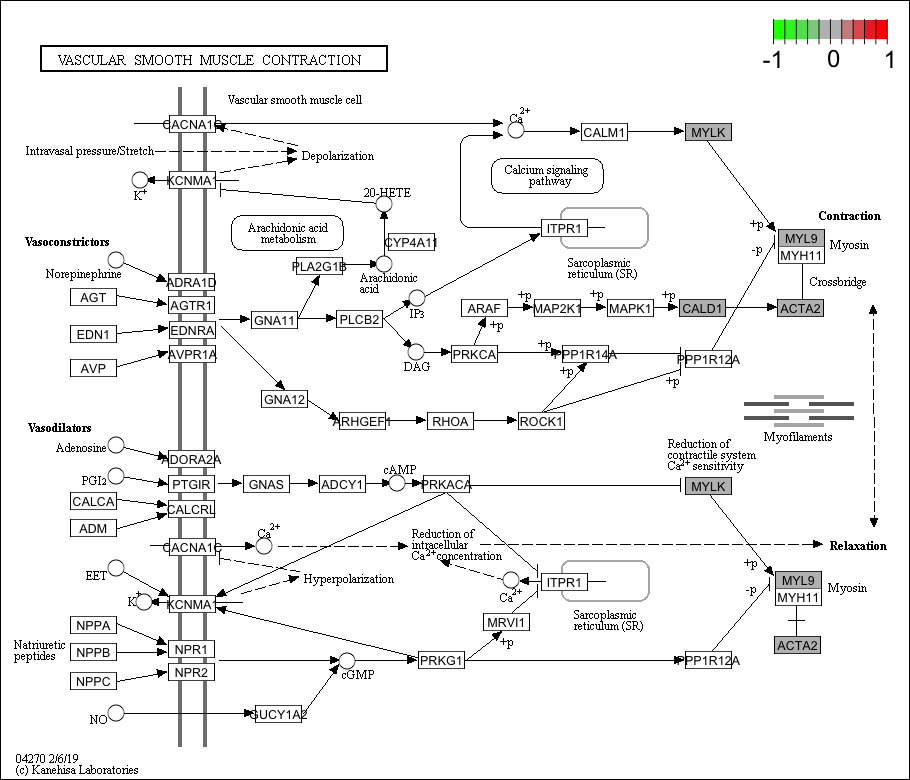 -1 0 1
VASCULAR SMOOTH MUSCLE CONTRACTION
Vascular smooth muscle cell
CACNA1C
Ca2+
CALM1
MYLK
Intravasal pressure/Stretch
Depolarization
KCNMA1
K+
20-HETE
Calcium signaling
pathway
Arachidonic acid
metabolism
CYP4A11
ITPR1
Sarcoplasmic
reticulum (SR)
+p
-p
Contraction
MYL9
MYH11
Myosin
Crossbridge
Vasoconstrictors
Norepinephrine
ADRA1D
PLA2G1B
Arachidonic
acid
AGT
AGTR1
IP3
GNA11
PLCB2
EDN1
EDNRA
ARAF
+p
MAP2K1
+p
MAPK1
+p
CALD1
ACTA2
+p
AVP
AVPR1A
DAG
PRKCA
+p
PPP1R14A
+p
PPP1R12A
+p
GNA12
ARHGEF1
RHOA
ROCK1
Myofilaments
Vasodilators
Adenosine
ADORA2A
Reduction of
contractile system
Ca2+ sensitivity
PGI2
PTGIR
GNAS
ADCY1
cAMP
PRKACA
MYLK
CALCA
CALCRL
ADM
CACNA1C
Ca2+
Reduction of
intracellular
Ca2+ concentration
Relaxation
EET
Hyperpolarization
K+
KCNMA1
Ca2+
ITPR1
Sarcoplasmic
reticulum (SR)
+p
-p
MYL9
MYH11
Myosin
MRVI1
+p
NPPA
Natriuretic
peptides
NPPB
NPR1
NPPC
NPR2
cGMP
PRKG1
PPP1R12A
ACTA2
NO
GUCY1A2
04270 2/6/19
(c) Kanehisa Laboratories